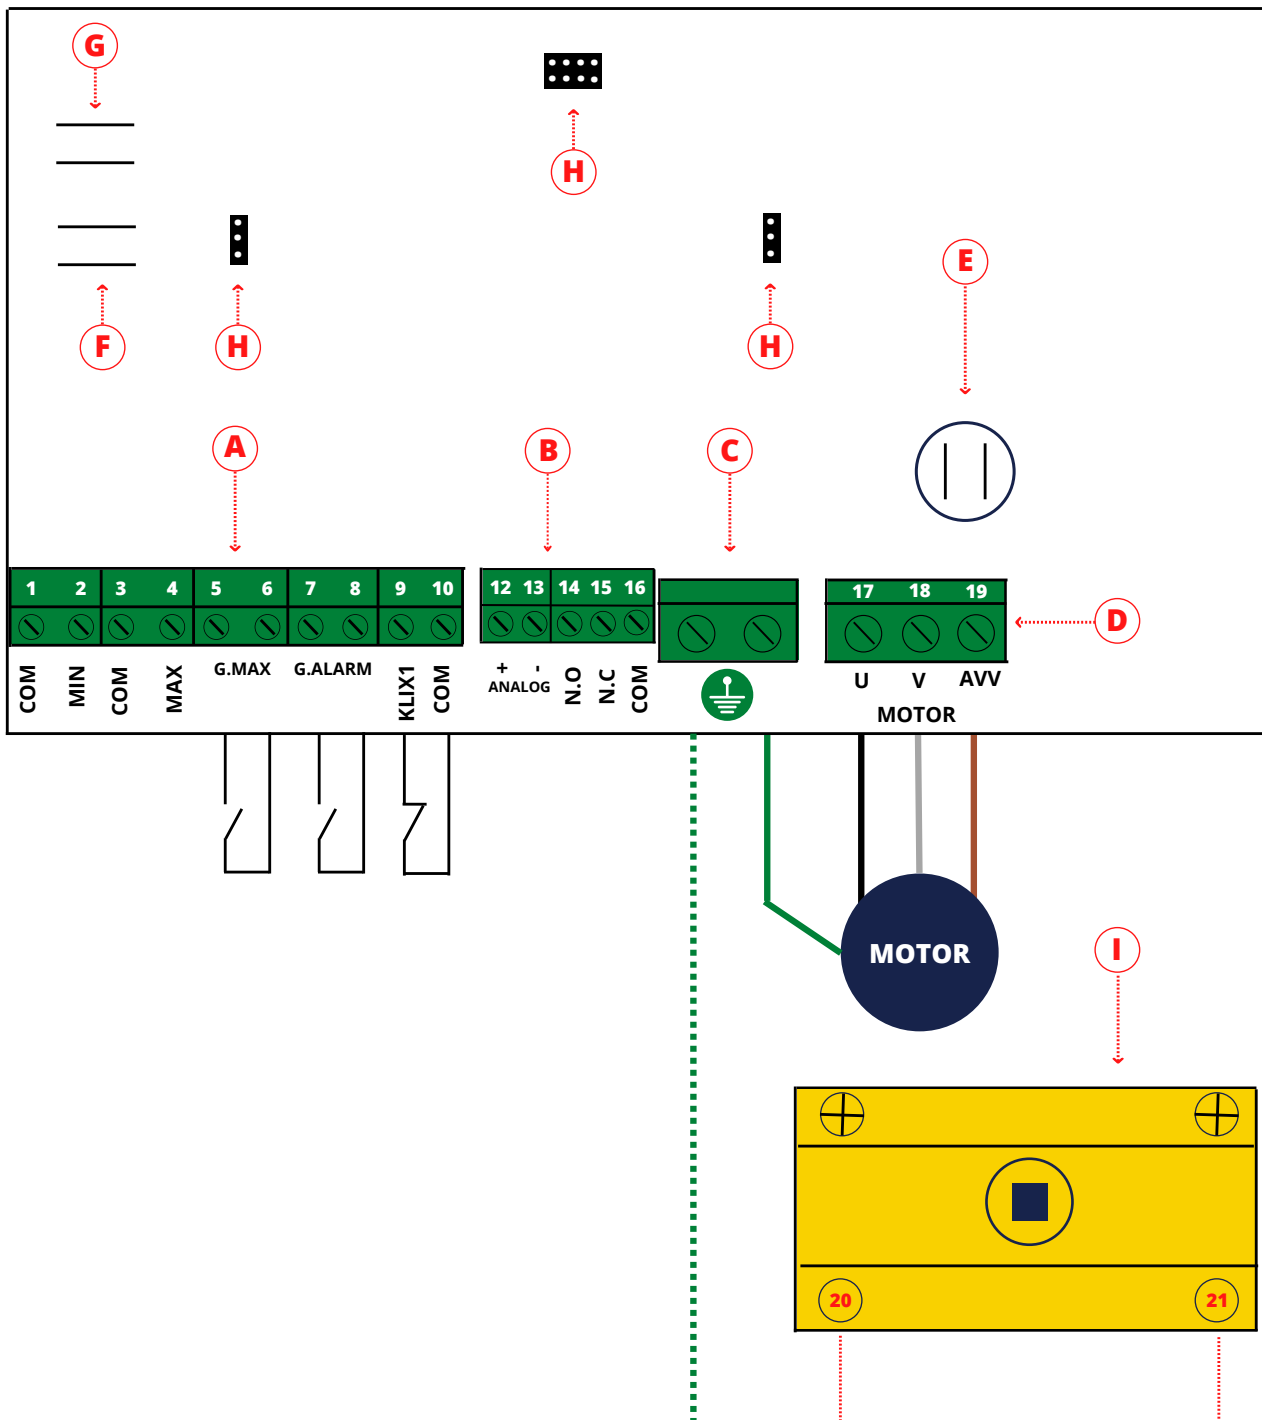 G
H
E
F
H
H
A
B
C
1 2 3 4 5 6 7 8 9 10
12 13 14 15 16
17 18 19
D
COM
MIN
COM
MAX
G.MAX
G.ALARM
KLIX1
COM
+ -
ANALOG
N.O
N.C
COM
U V AVV
MOTOR
MOTOR
I
20 21